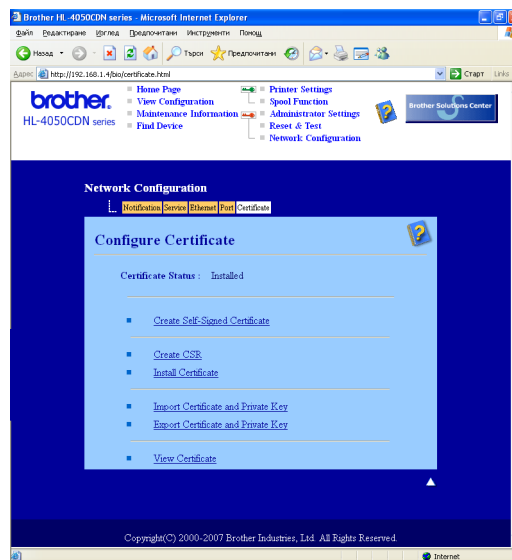 Brother HL-4050CDN series - Microsoft Internet Explorer
Файл Редактиране Изглед Предпочитани Инструменти Помощ
Назад Търси Предпочитани
Адрес http://192.168.1.4/bio/certificate.html Старт Links
brother.
HL-4050CDN series
Home Page
View Configuration
Maintenance Information
Find Device
Printer Settings
Spool Function
Administrator Settings
Reset & Test
Network Configuration
Brother Solutions Center
Network Configuration
Notification Service Ethernet Port Certificate
Configure Certificate
Certificate Status : Installed
Create Self-Signed Certificate
Create CSR
Install Certificate
Import Certificate and Private Key
Export Certificate and Private Key
View Certificate
Copyright(C) 2000-2007 Brother Industries, Ltd. All Rights Reserved.
Internet